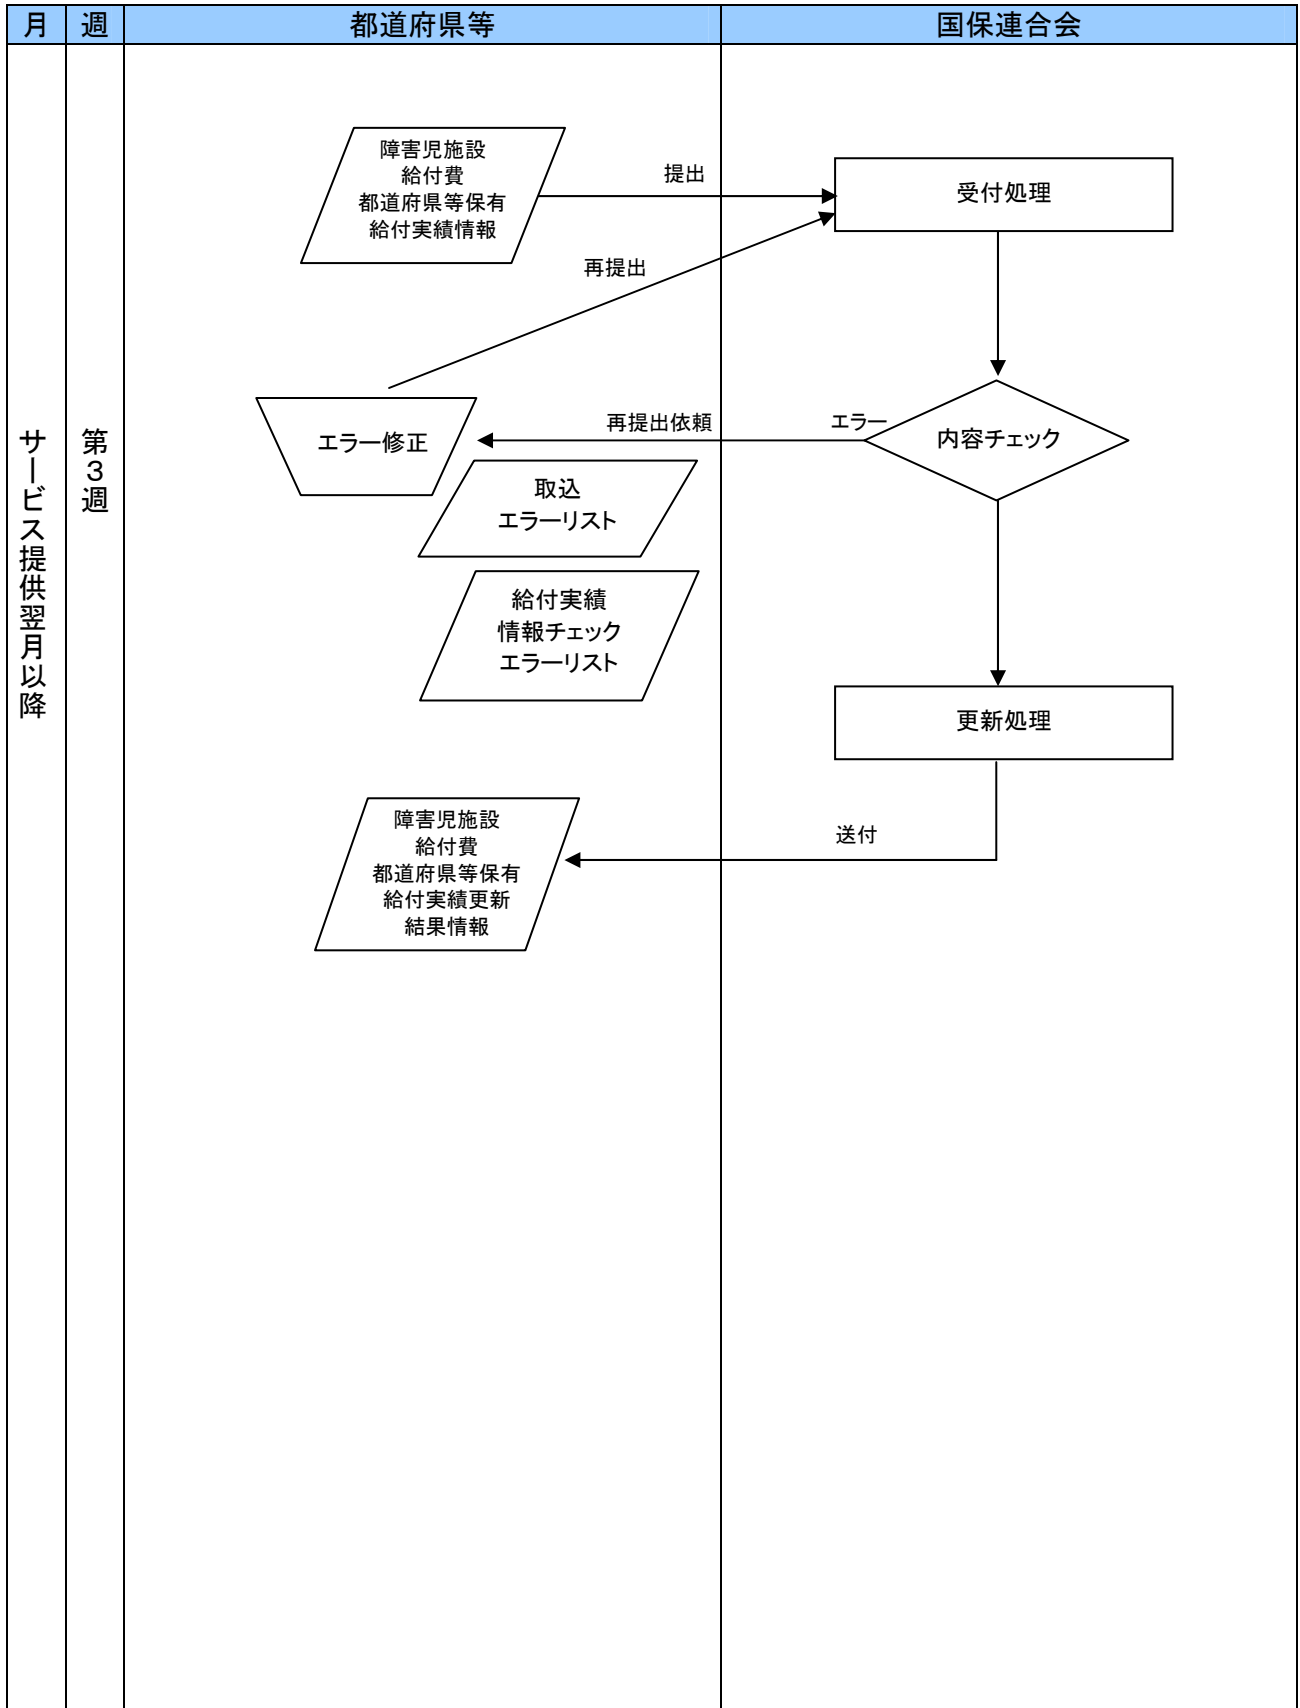 月
週
都道府県等
国保連合会
サービス提供翌月以降
第3週
障害児施設
給付費
都道府県等保有
給付実績情報
提出
受付処理
再提出
エラー修正
再提出依頼
エラー
内容チェック
取込
エラーリスト
給付実績
情報チェック
エラーリスト
更新処理
送付
障害児施設
給付費
都道府県等保有
給付実績更新
結果情報